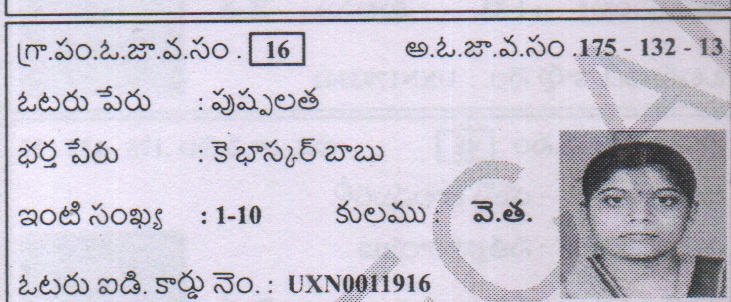 గ్రా.పం.ఓ.జా.వ.సం . 16 అ.ఓ.జా.వ.సం .175 - 132 - 13
ఓటరు పేరు : పుష్పలత
భర్త పేరు : కె భాస్కర్ బాబు
ఇంటి సంఖ్య : 1-10 కులము : వె.త.
ఓటరు ఐడి. కార్డు నెం. : UXN0011916